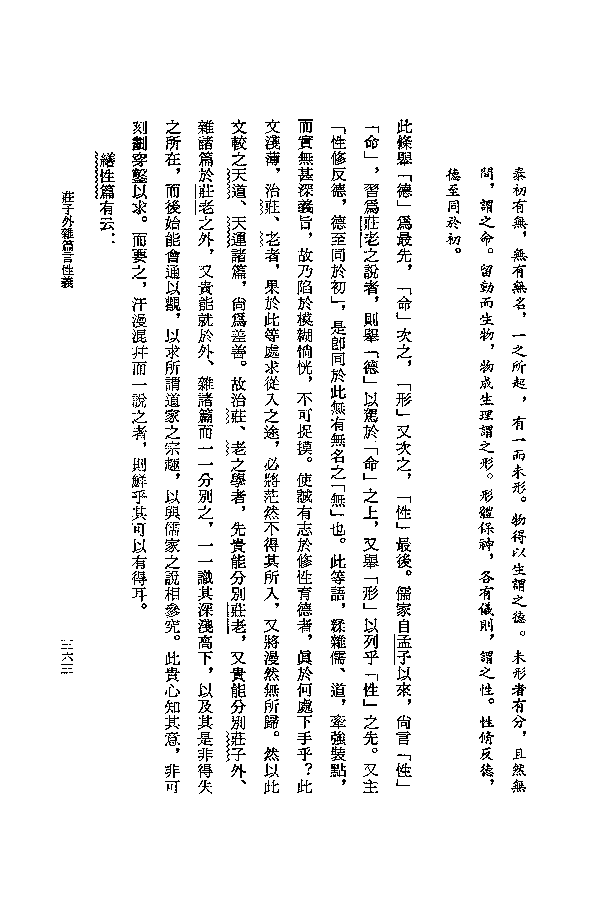 泰初有無，無有無名，一之所起，有一而未形。物得以生謂之德。未形者有分，且然無
間，謂之命。留動而生物，物成生理謂之形。形體保神，各有儀則，謂之性。性脩反德，
德至同於初。
此條舉「德」爲最先，「命」次之，「形」又次之，「性」最後。儒家自孟子以來，尙言「性」
「命」，習爲莊老之說者，則舉「德」以駕於「命」之上，又舉「形」以列乎「性」之先。又主
「性修反德，德至同於初」，是卽同於此無有無名之「無」也。此等語，糅雜儒、道，牽強裝點，
而實無甚深義旨，故乃陷於模糊惝恍，不可捉摸。使誠有志於修性育德者，眞於何處下手乎？此
文淺薄，治莊、老者，果於此等處求從入之途，必將茫然不得其所入，又將漫然無所歸。然以此
文較之天道、天運諸篇，尙爲差善。故治莊、老之學者，先貴能分別莊老，又貴能分別莊子外、
雜諸篇於莊老之外，又貴能就於外、雜諸篇而一一分別之，一一識其深淺高下，以及其是非得失
之所在，而後始能會通以觀，以求所謂道家之宗趣，以與儒家之說相參究。此貴心知其意，非可
刻劃穿鑿以求。而要之，汗漫混幷而一說之者，則鮮乎其可以有得耳。
繕性篇有云：
莊子外雜篇言性義
三六三